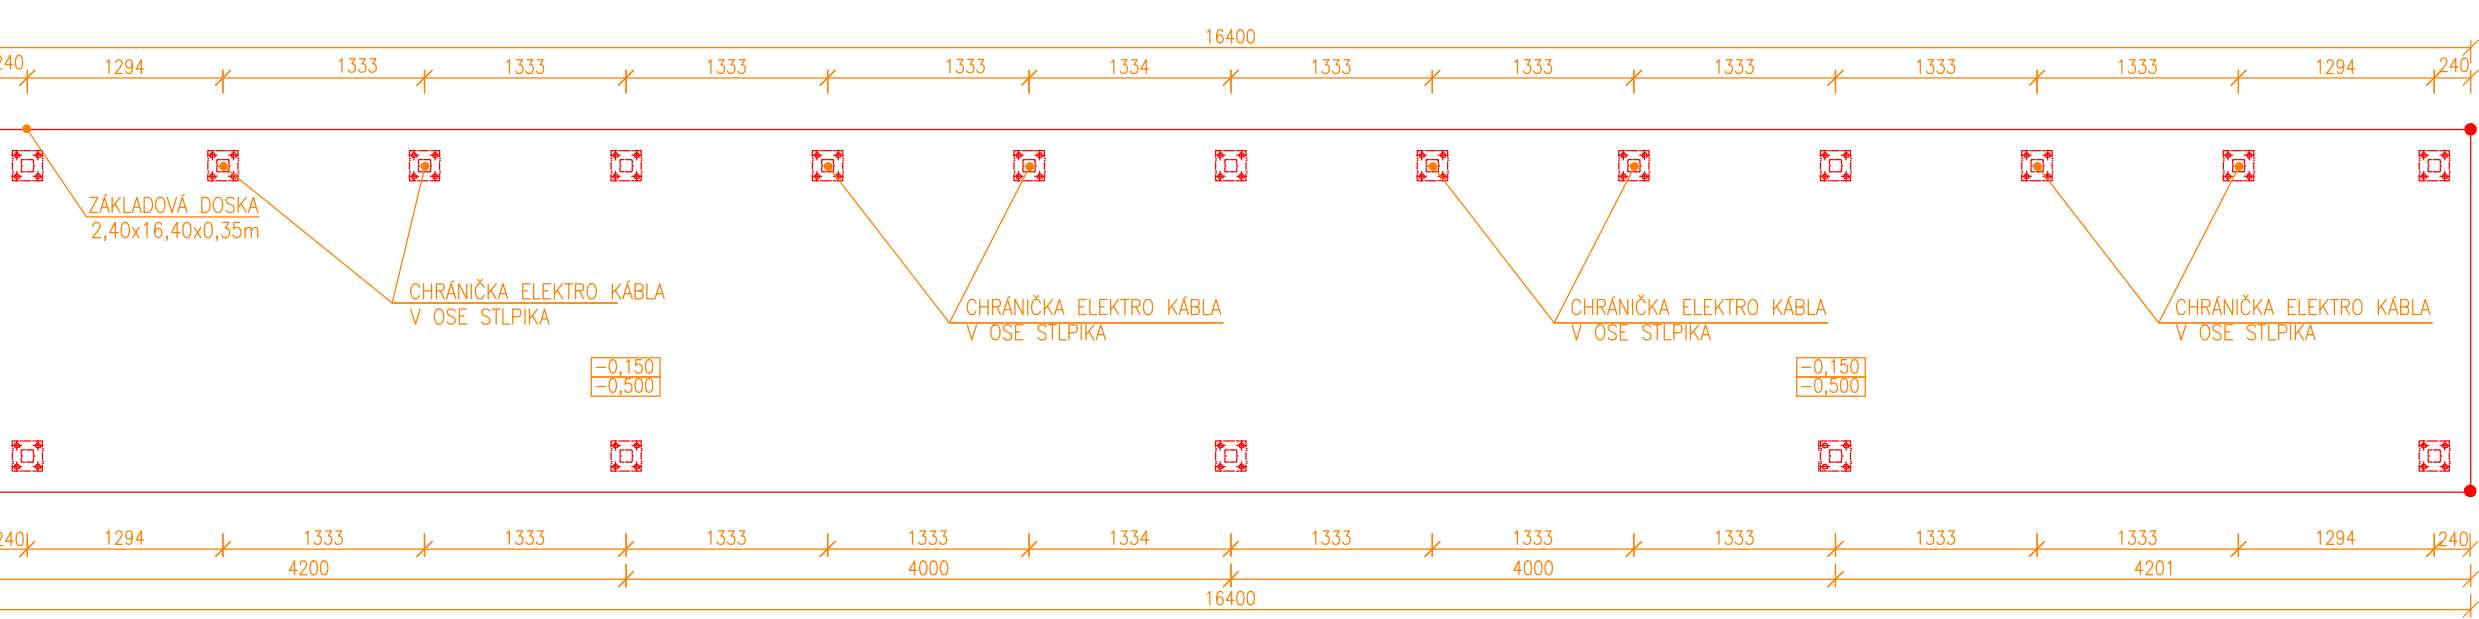 16400
240 1294 1333 1333 1333 1333 1334 1333 1333 1333 1333 1333 1294 240
ZÁKLADOVÁ DOSKA
2,40x16,40x0,35m
CHRÁNIČKA ELEKTRO KÁBLA
V OSE STLPIKA
CHRÁNIČKA ELEKTRO KÁBLA
V OSE STLPIKA
CHRÁNIČKA ELEKTRO KÁBLA
V OSE STLPIKA
CHRÁNIČKA ELEKTRO KÁBLA
V OSE STLPIKA
-0,150
-0,500
-0,150
-0,500
240 1294 1333 1333 1333 1333 1334 1333 1333 1333 1333 1333 1294 240
4200 4000 4000 4201
16400